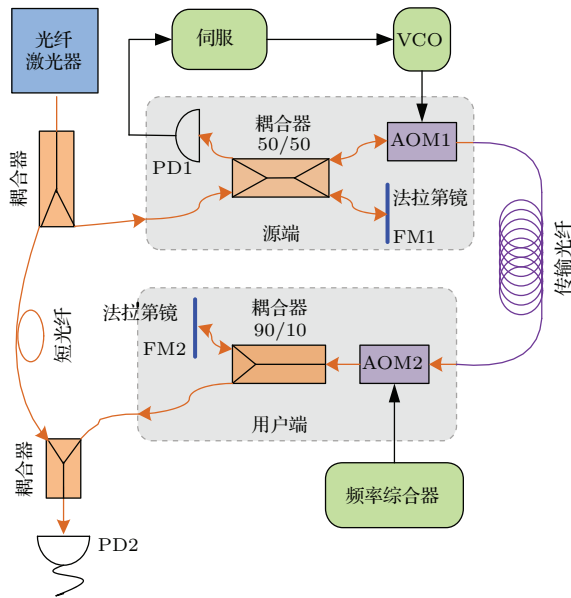 光纤
激光器
伺服
VCO
耦合器
耦合器
50/50
AOM1
PD1
法拉第镜
FM1
源端
传输光纤
短光纤
法拉第镜
FM2
耦合器
90/10
AOM2
用户端
耦合器
频率综合器
PD2